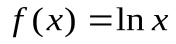 f(x) = ln x